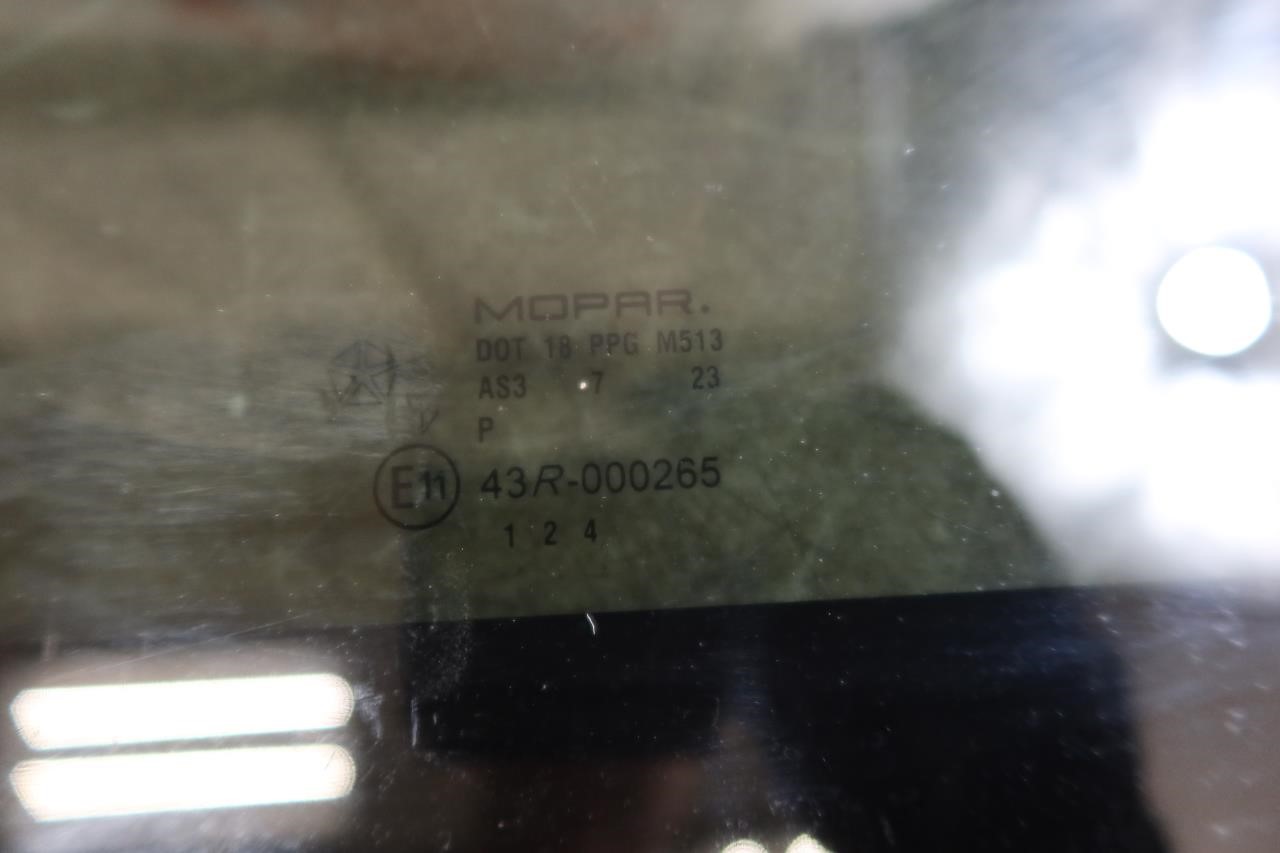 MOPAR.
DOT 18 PPG M513
AS3 7 23
P
E11 43R-000265
1 2 4